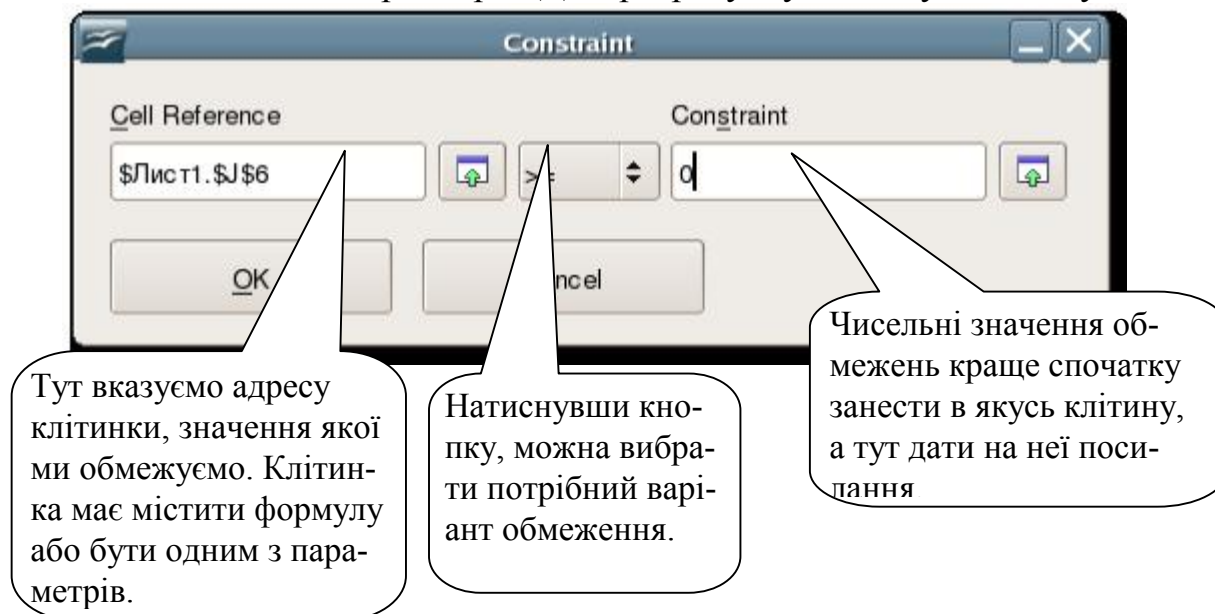 Constraint
Cell Reference
Constraint
$Лист1.$J$6
0
OK
Тут вказуємо адресу
клітинки, значення якої
ми обмежуємо. Клітин-
ка має містити формулу
або бути одним з пара-
метрів.
Натиснувши кно-
пку, можна вибра-
ти потрібний варі-
ант обмеження.
Чисельні значення об-
межень краще спочатку
занести в якусь клітину,
а тут дати на неї поси-
лання